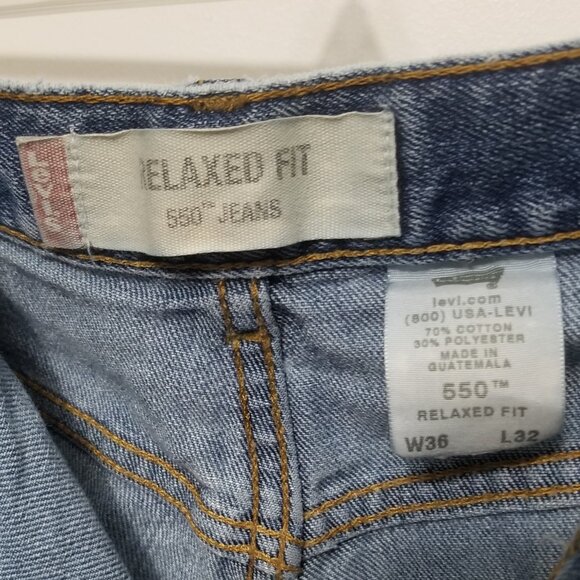 LEVI'S
RELAXED FIT
550™ JEANS
levi.com
(800) USA-LEVI
70% COTTON
30% POLYESTER
MADE IN
GUATEMALA
550™
RELAXED FIT
W36 L32